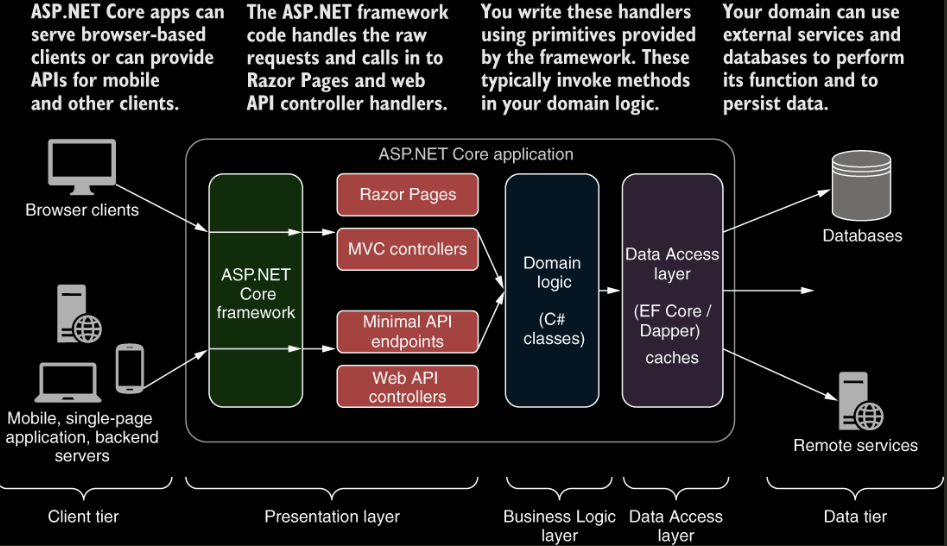 ASP.NET Core apps can
serve browser-based
clients or can provide
APIs for mobile
and other clients.
The ASP.NET framework
code handles the raw
requests and calls in to
Razor Pages and web
API controller handlers.
You write these handlers
using primitives provided
by the framework. These
typically invoke methods
in your domain logic.
Your domain can use
external services and
databases to perform
its function and to
persist data.
ASP.NET Core application
Browser clients
Mobile, single-page
application, backend
servers
ASP.NET
Core
framework
Razor Pages
MVC controllers
Minimal API
endpoints
Web API
controllers
Domain
logic
(C#
classes)
Data Access
layer
(EF Core /
Dapper)
caches
Databases
Remote services
Client tier
Presentation layer
Business Logic
layer
Data Access
layer
Data tier